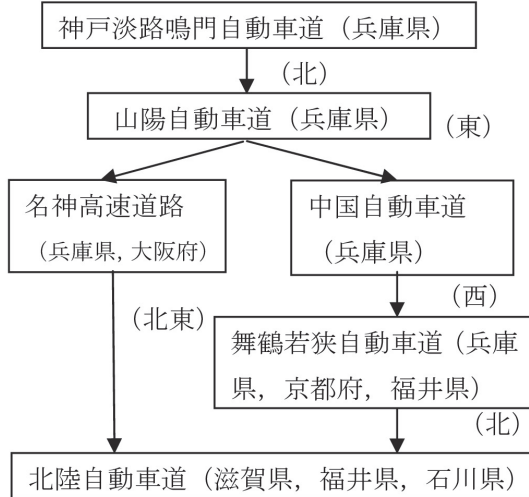 神戸淡路鳴門自動車道（兵庫県）
（北）
山陽自動車道（兵庫県）
（東）
名神高速道路
（兵庫県，大阪府）
中国自動車道
（兵庫県）
（西）
（北東）
舞鶴若狭自動車道（兵庫
県，京都府，福井県）
（北）
北陸自動車道（滋賀県，福井県，石川県）